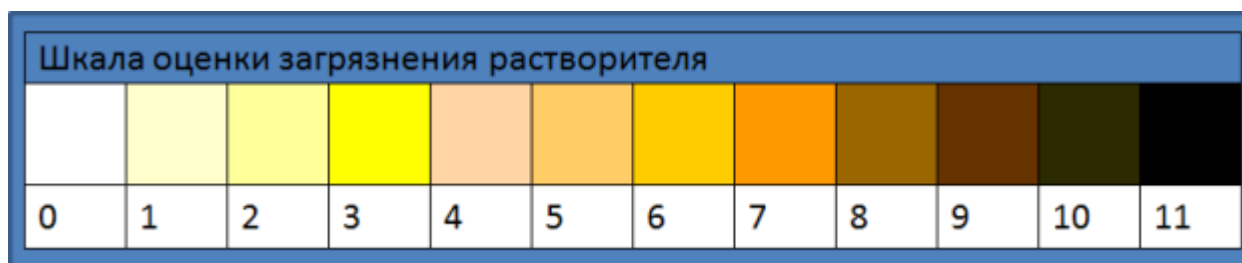 Шкала оценки загрязнения растворителя
0 1 2 3 4 5 6 7 8 9 10 11